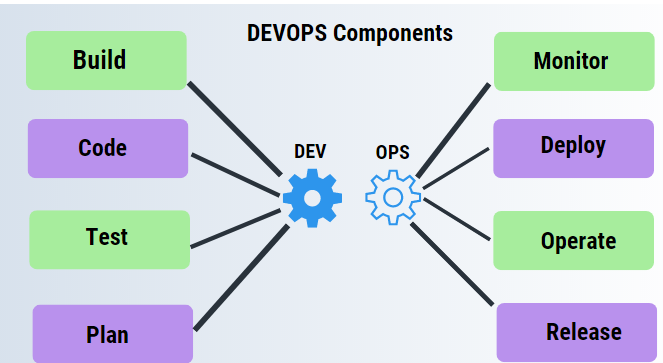 DEVOPS Components
Build
Code
Test
Plan
DEV
OPS
Monitor
Deploy
Operate
Release